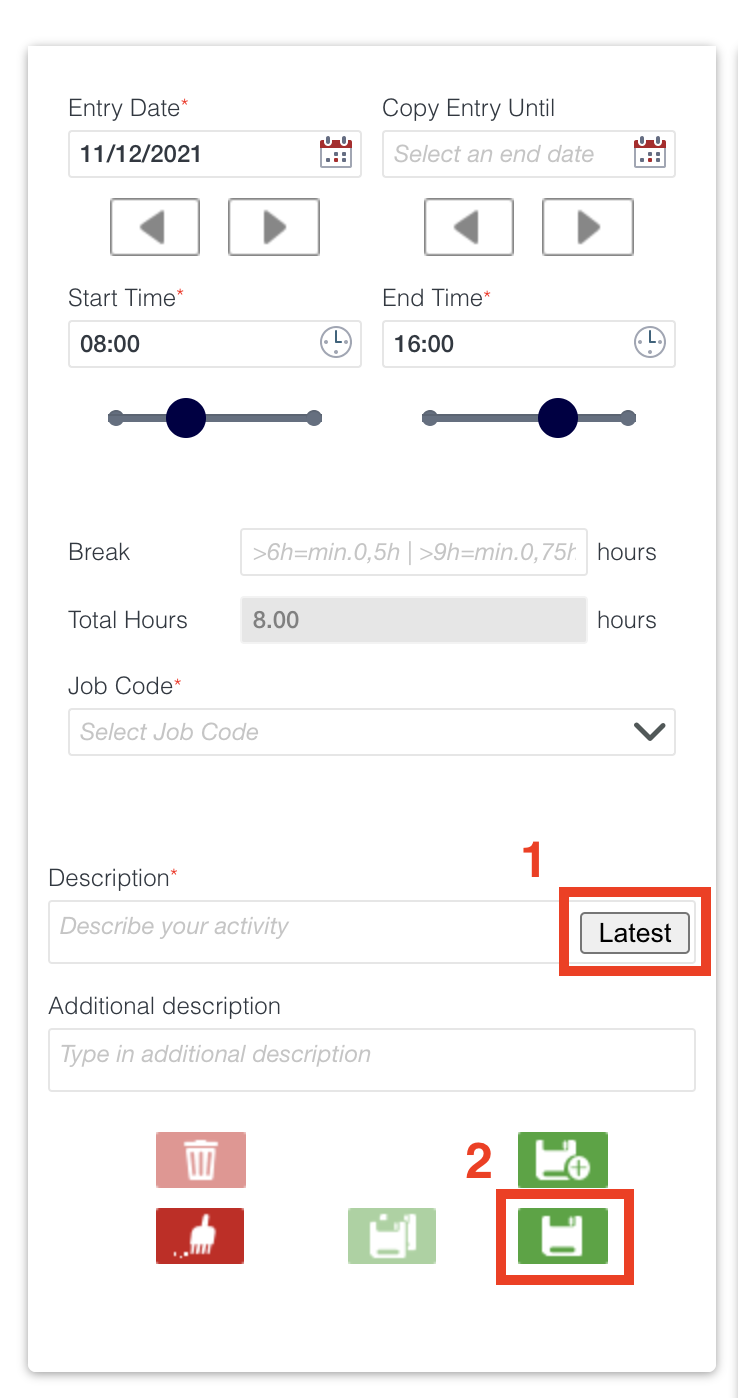 Entry Date* Copy Entry Until
11/12/2021 Select an end date
Start Time* End Time*
08:00 16:00
Break >6h=min.0,5h | >9h=min.0,75h hours
Total Hours 8.00 hours
Job Code*
Select Job Code
1
Description*
Describe your activity Latest
Additional description
Type in additional description
2